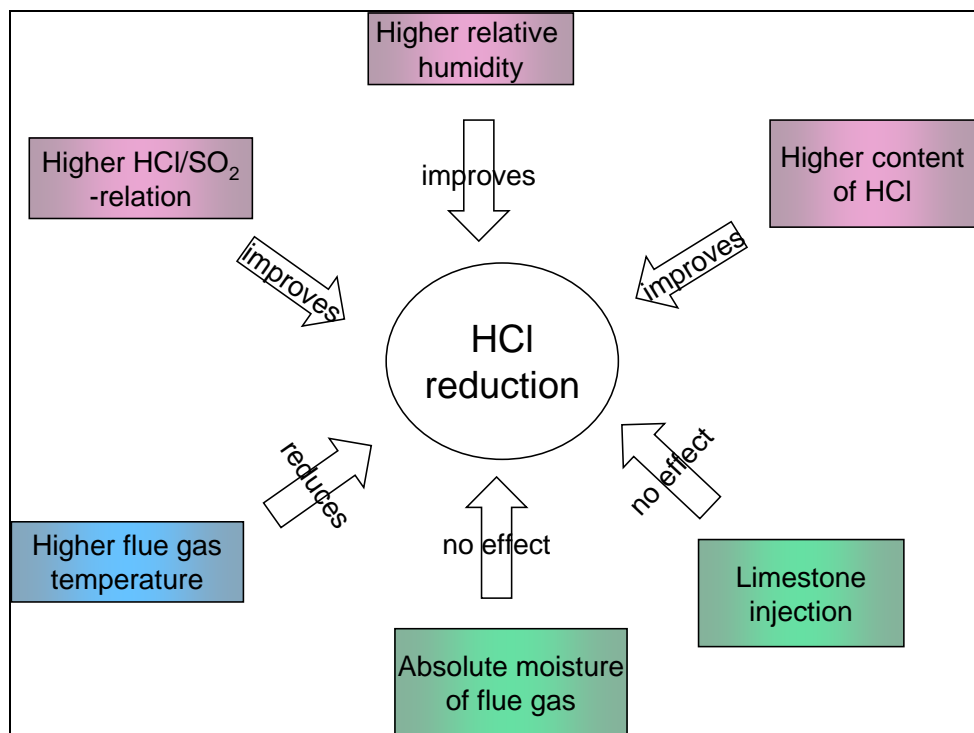 Higher relative
humidity
improves
Higher HCl/SO₂
-relation
improves
Higher content
of HCl
improves
HCl
reduction
reduces
Higher flue gas
temperature
no effect
Absolute moisture
of flue gas
no effect
Limestone
injection